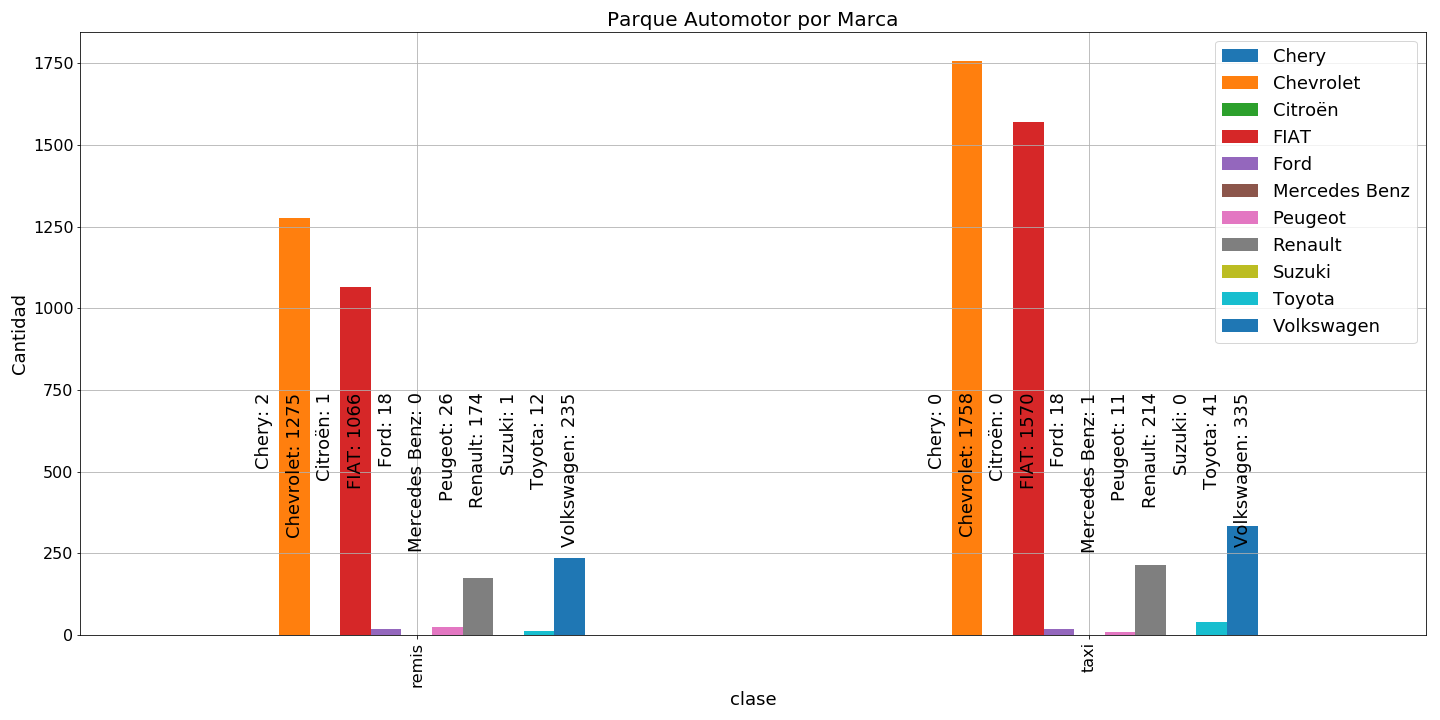 Parque Automotor por Marca
Cantidad
1750
1500
1250
1000
750
500
250
0
Chery: 2
Chevrolet: 1275
Citroën: 1
FIAT: 1066
Ford: 18
Mercedes Benz: 0
Peugeot: 26
Renault: 174
Suzuki: 1
Toyota: 12
Volkswagen: 235
Chery: 0
Chevrolet: 1758
Citroën: 0
FIAT: 1570
Ford: 18
Mercedes Benz: 1
Peugeot: 11
Renault: 214
Suzuki: 0
Toyota: 41
Volkswagen: 335
Chery
Chevrolet
Citroën
FIAT
Ford
Mercedes Benz
Peugeot
Renault
Suzuki
Toyota
Volkswagen
remis
taxi
clase